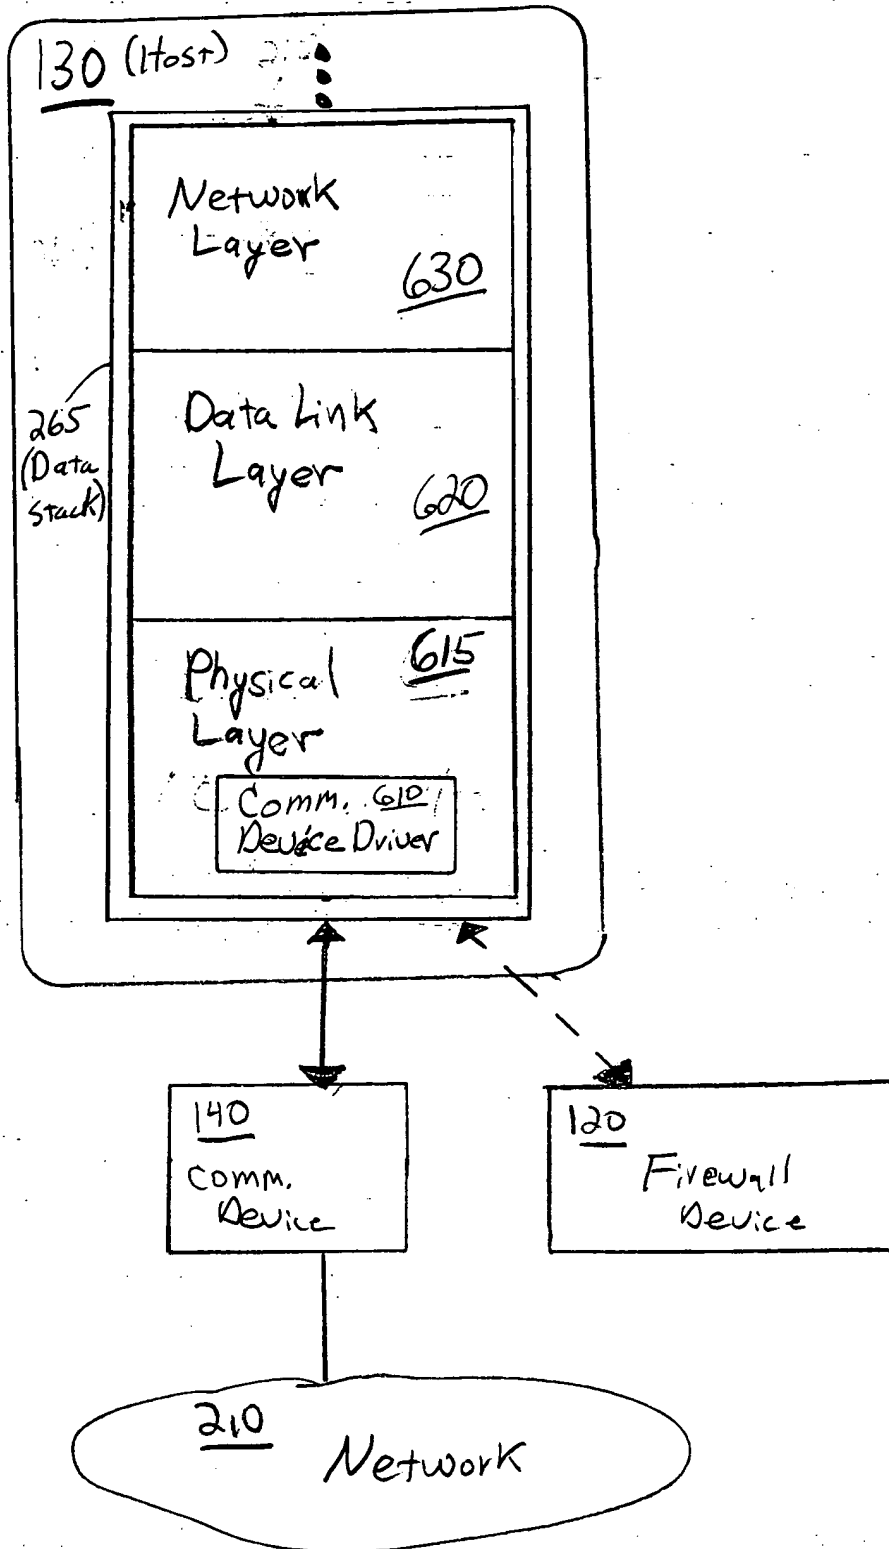 130 (Host)
Network
Layer
630
265
(Data
stack)
Data Link
Layer
620
615
Physical
Layer
Comm. 610
Device Driver
140
Comm.
Device
120
Firewall
Device
210
Network